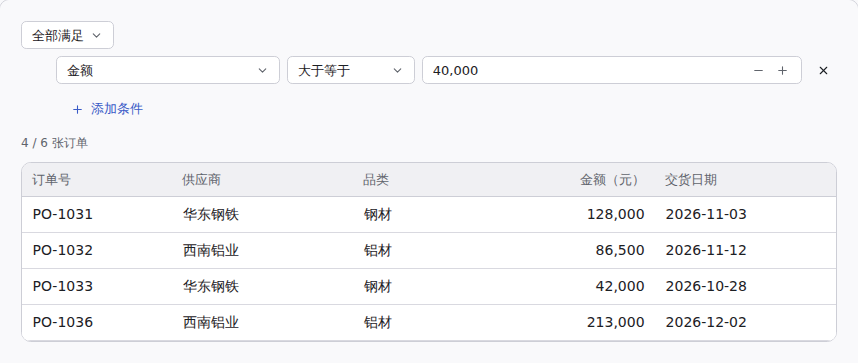 全部满足
金额 大于等于 40,000
添加条件
4 / 6 张订单
订单号 供应商 品类 金额（元） 交货日期
PO-1031 华东钢铁 钢材 128,000 2026-11-03
PO-1032 西南铝业 铝材 86,500 2026-11-12
PO-1033 华东钢铁 钢材 42,000 2026-10-28
PO-1036 西南铝业 铝材 213,000 2026-12-02